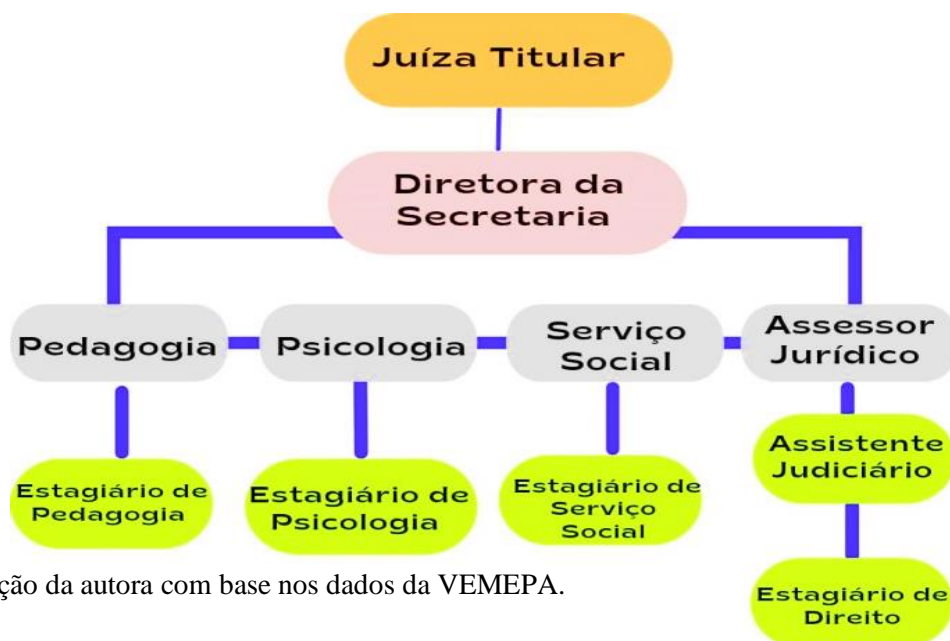 Juíza Titular
Diretora da
Secretaria
Pedagogia
Psicologia
Serviço
Social
Assessor
Jurídico
Estagiário de
Pedagogia
Estagiário de
Psicologia
Estagiário de
Serviço
Social
Assistente
Judiciário
Estagiário de
Direito
ção da autora com base nos dados da VEMEPA.